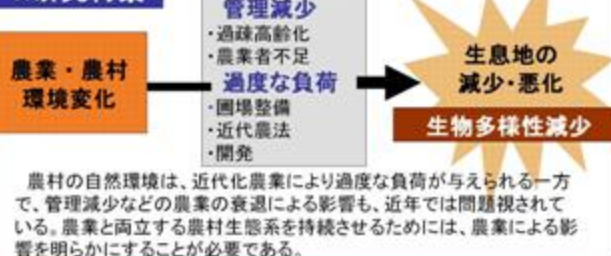 管理減少
・過疎高齢化
・農業者不足
過度な負荷
・圃場整備
・近代農法
・開発
農業・農村
環境変化
生息地の
減少・悪化
生物多様性減少
農村の自然環境は、近代化農業により過度な負荷が与えられる一方
で、管理減少などの農業の衰退による影響も、近年では問題視されて
いる。農業と両立する農村生態系を持続させるためには、農業による影
響を明らかにすることが必要である。